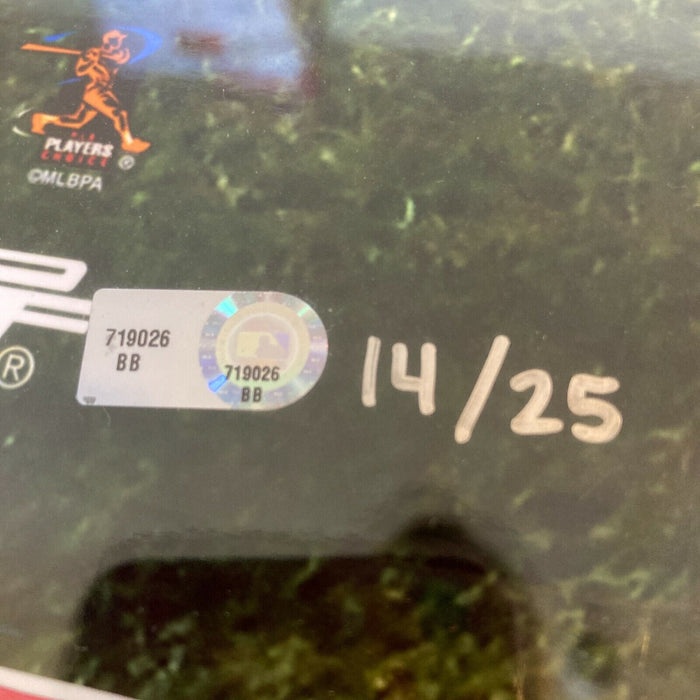 PLAYERS
CHOICE
®
©MLBPA
®
719026
BB
719026
BB
14/25